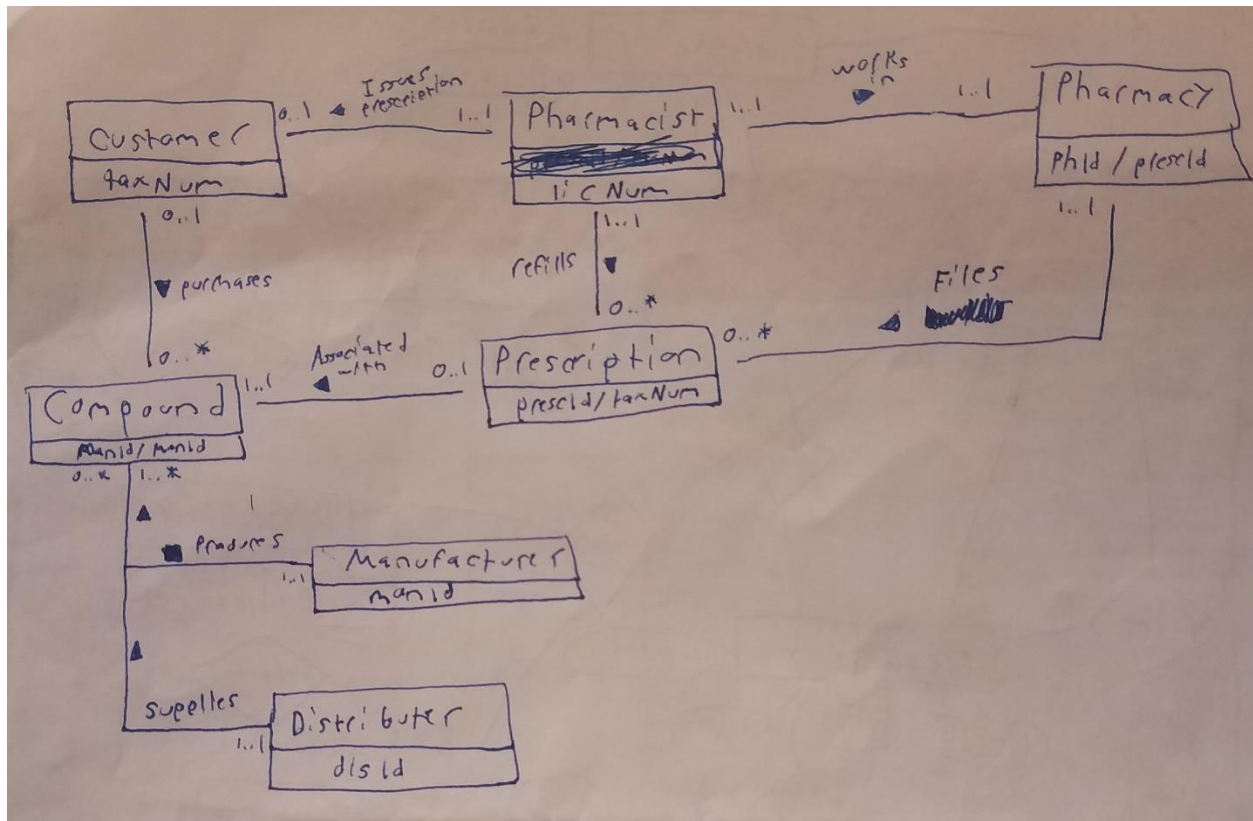 Issues
prescription
works
in
0..1
1..1
1..1
1..1
Customer
taxNum
Pharmacist
licNum
Pharmacy
phId / prescId
0..1
1..1
1..1
purchases
refills
Files
0..*
0..*
0..*
Associated
with
1..1
0..1
Compound
manId/manId
Prescription
prescId/taxNum
0..*
1..*
Produces
1..1
Manufacturer
manId
supplies
1..1
Distributer
disId